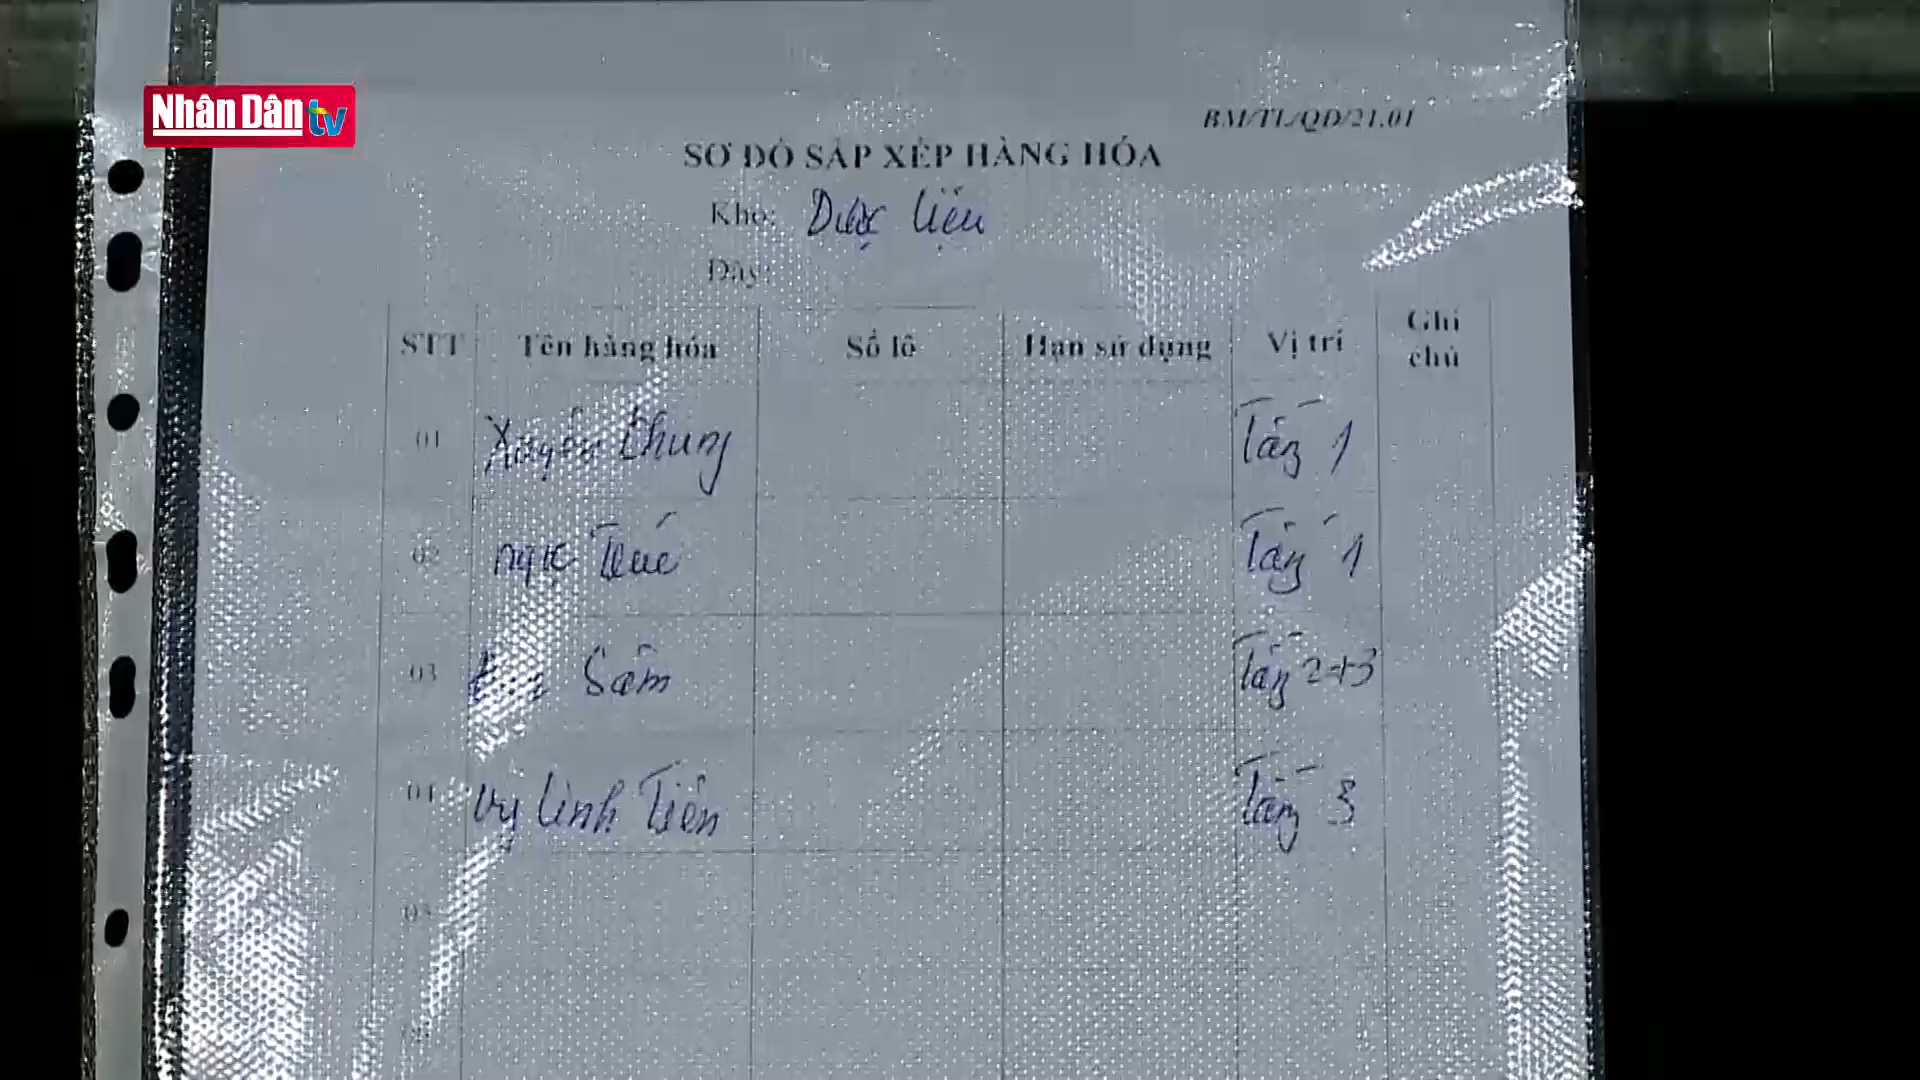 Nhân Dân tv
BM/TL/QD/21.01
SƠ ĐỒ SẮP XẾP HÀNG HÓA
Kho: Dược liệu
Dãy:
STT Tên hàng hóa Số lô Hạn sử dụng Vị trí Ghi chú
01 Xuyên Khung Tầng 1
02 Ngọc Trúc Tầng 1
03 Sâm Tầng 2+3
04 Uy Linh Tiên Tầng 3
05